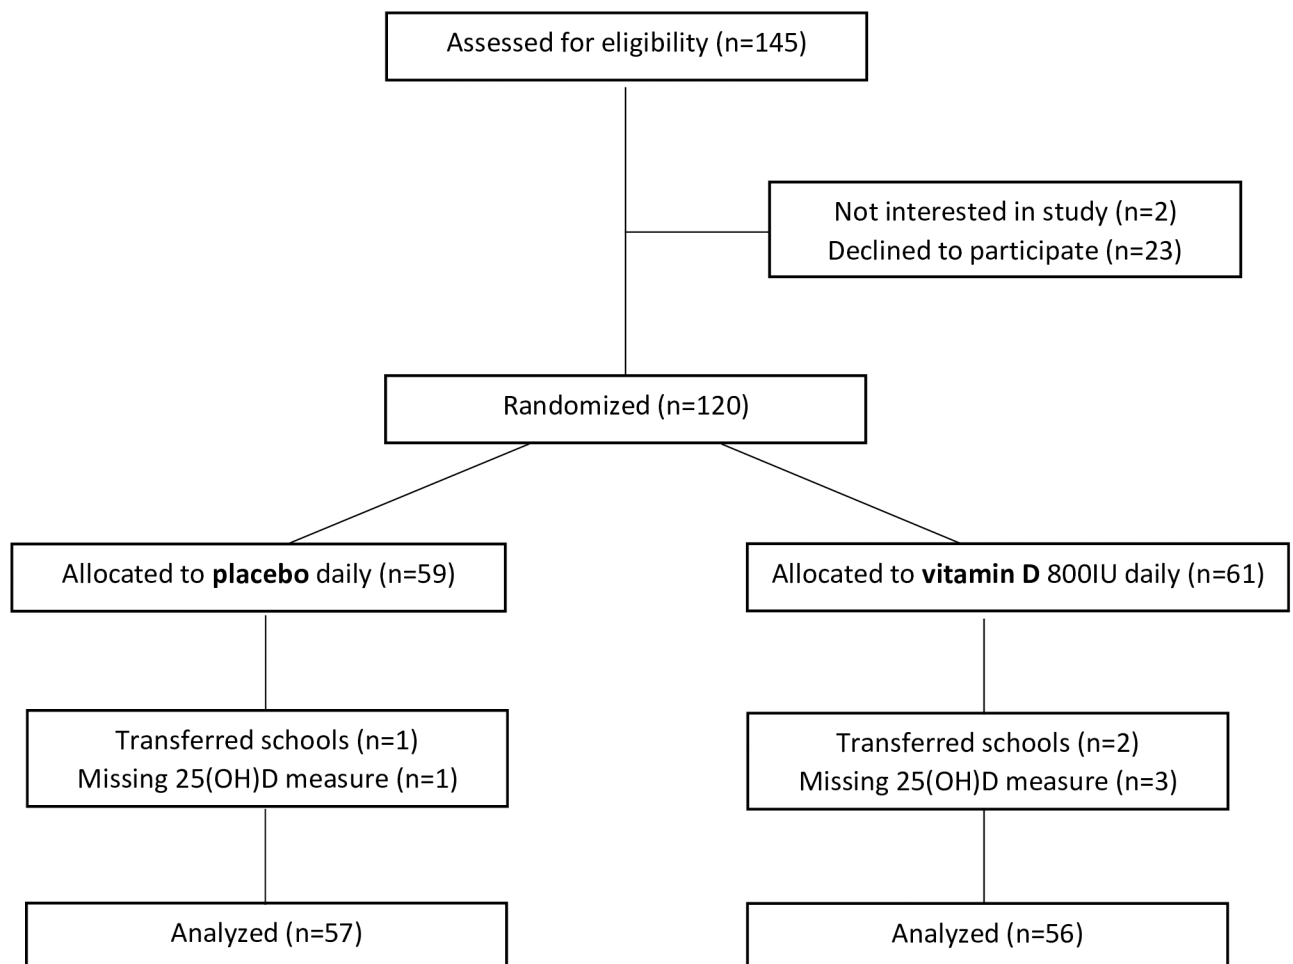 Assessed for eligibility (n=145)
Not interested in study (n=2)
Declined to participate (n=23)
Randomized (n=120)
Allocated to placebo daily (n=59)
Allocated to vitamin D 800IU daily (n=61)
Transferred schools (n=1)
Missing 25(OH)D measure (n=1)
Transferred schools (n=2)
Missing 25(OH)D measure (n=3)
Analyzed (n=57)
Analyzed (n=56)